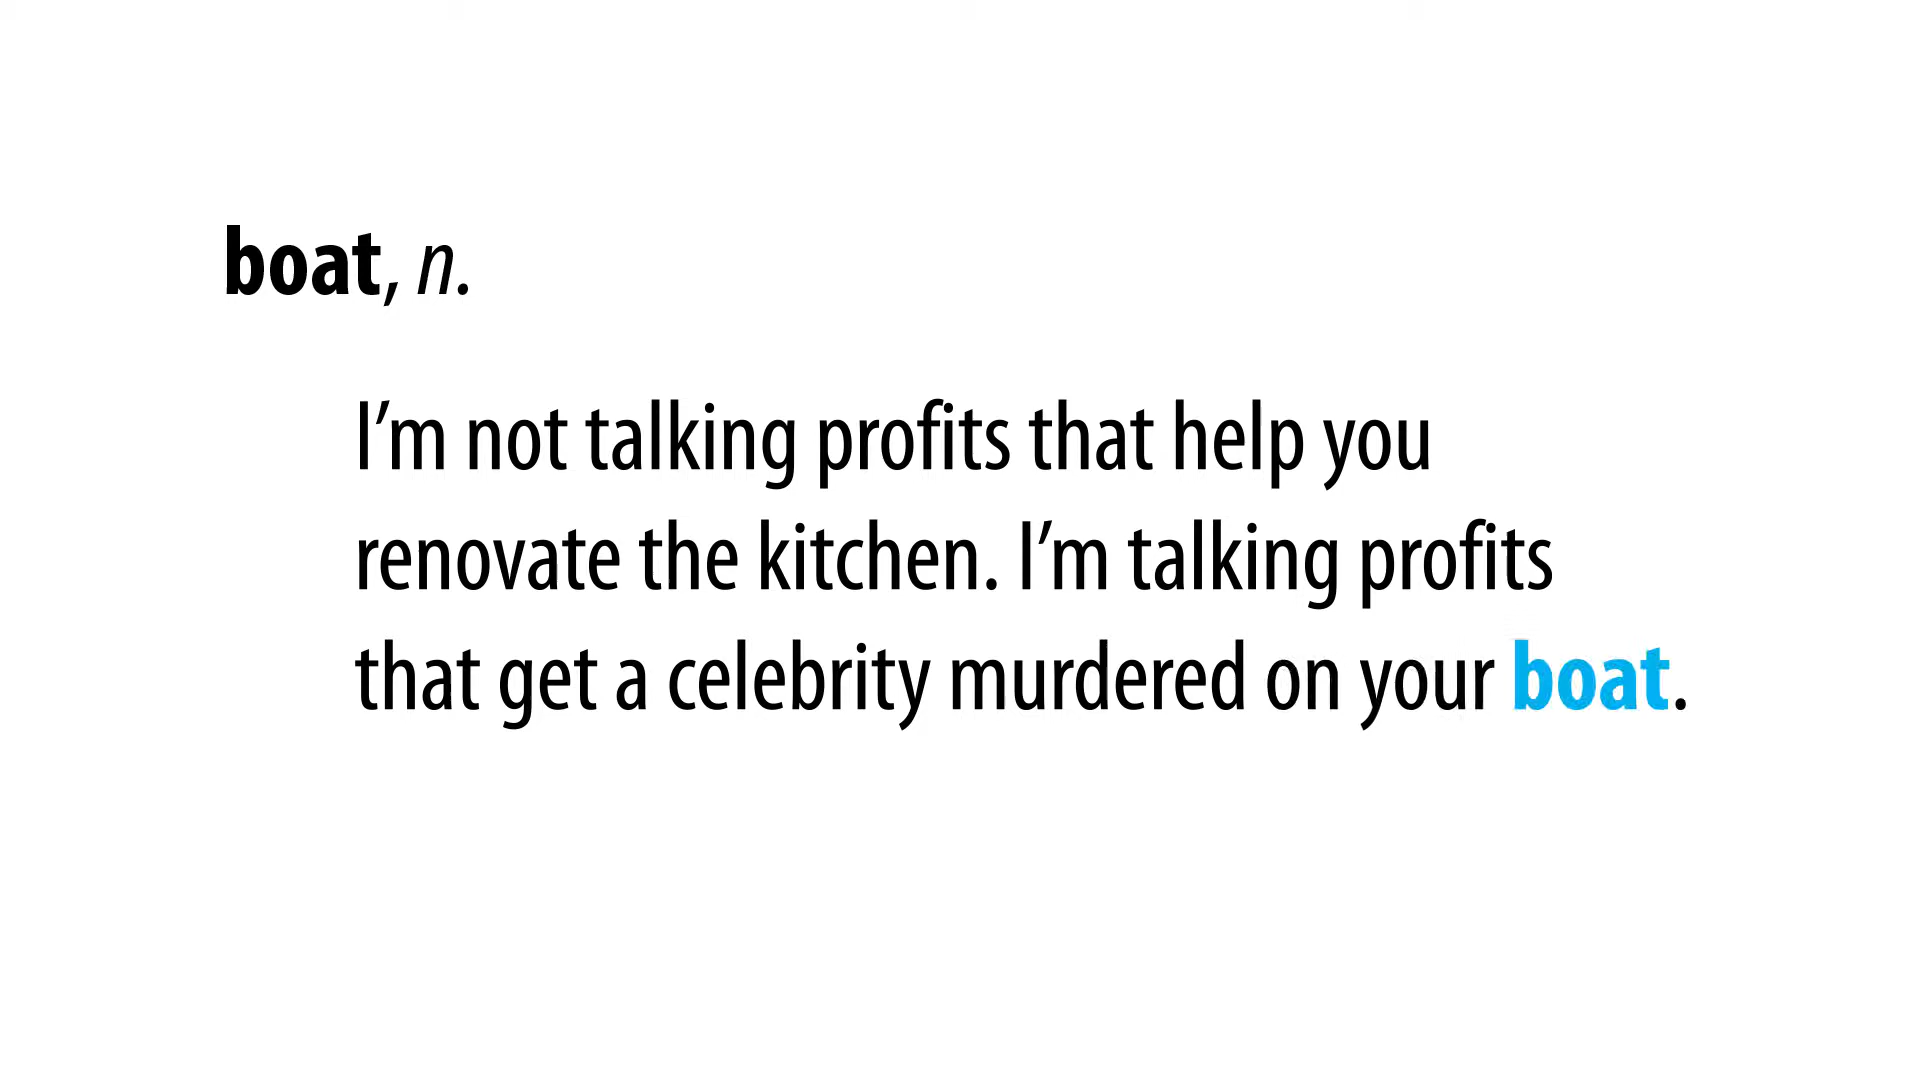 boat, n.
I’m not talking profits that help you
renovate the kitchen. I’m talking profits
that get a celebrity murdered on your boat.